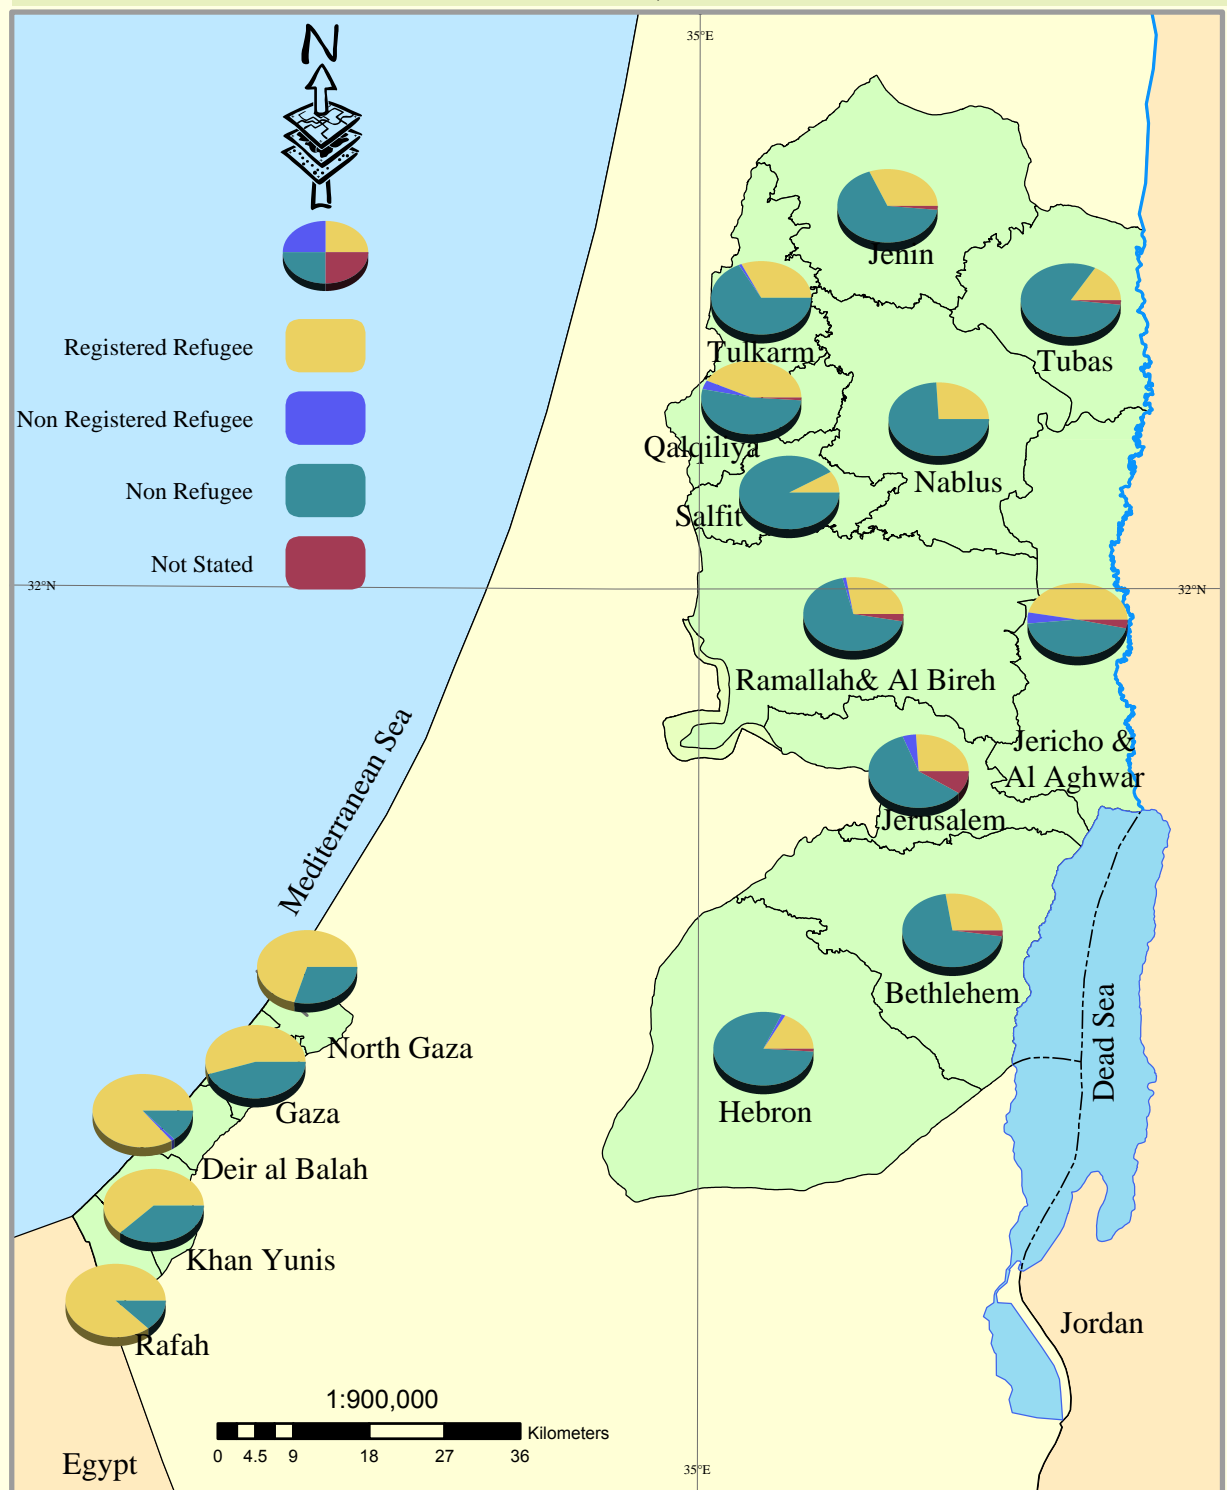 35°E
N
Registered Refugee
Non Registered Refugee
Non Refugee
Not Stated
32°N
32°N
Jenin
Tulkarm
Tubas
Qalqiliya
Nablus
Salfit
Ramallah& Al Bireh
Jericho &
Al Aghwar
Jerusalem
Mediterranean Sea
Bethlehem
Dead Sea
Hebron
North Gaza
Gaza
Deir al Balah
Khan Yunis
Rafah
Jordan
Egypt
1:900,000
Kilometers
0 4.5 9 18 27 36
35°E